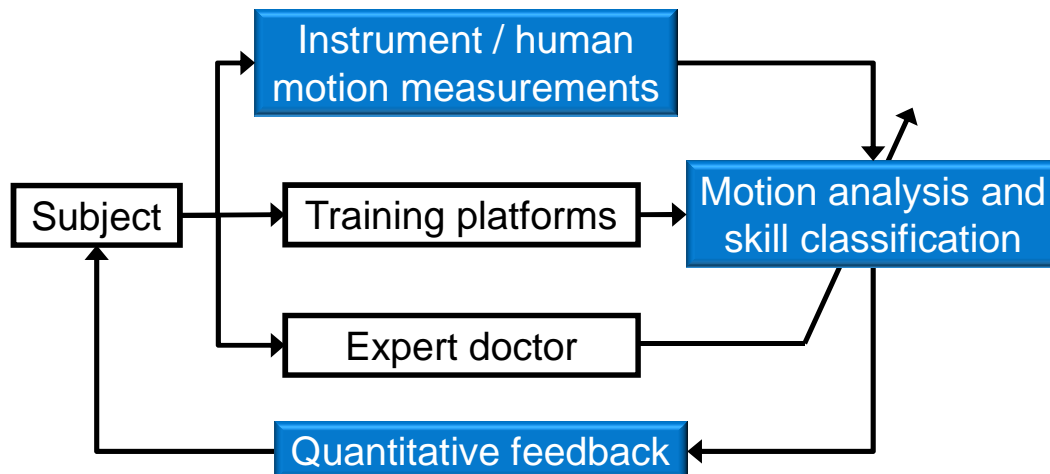 Instrument / human
motion measurements
Subject
Training platforms
Motion analysis and
skill classification
Expert doctor
Quantitative feedback